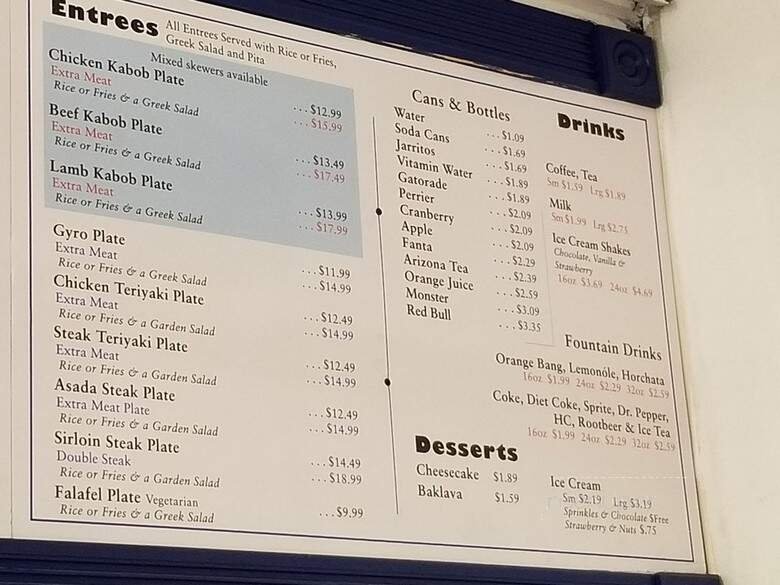 Entrees All Entrees Served with Rice or Fries,
Greek Salad and Pita
Mixed skewers available
Chicken Kabob Plate ...$12.99
Extra Meat ...$15.99
Rice or Fries & a Greek Salad
Beef Kabob Plate ...$13.49
Extra Meat ...$17.49
Rice or Fries & a Greek Salad
Lamb Kabob Plate ...$13.99
Extra Meat ...$17.99
Rice or Fries & a Greek Salad
Gyro Plate ...$11.99
Extra Meat ...$14.99
Rice or Fries & a Greek Salad
Chicken Teriyaki Plate ...$12.49
Extra Meat ...$14.99
Rice or Fries & a Garden Salad
Steak Teriyaki Plate ...$12.49
Extra Meat ...$14.99
Rice or Fries & a Garden Salad
Asada Steak Plate ...$12.49
Extra Meat Plate ...$14.99
Rice or Fries & a Garden Salad
Sirloin Steak Plate ...$14.49
Double Steak ...$18.99
Rice or Fries & a Garden Salad
Falafel Plate Vegetarian ...$9.99
Rice or Fries & a Greek Salad
Cans & Bottles
Water ...$1.09
Soda Cans ...$1.69
Jarritos ...$1.69
Vitamin Water ...$1.89
Gatorade ...$1.89
Perrier ...$2.09
Cranberry ...$2.09
Apple ...$2.09
Fanta ...$2.29
Arizona Tea ...$2.39
Orange Juice ...$2.59
Monster ...$3.09
Red Bull ...$3.35
Drinks
Coffee, Tea
Sm $1.59 Lrg $1.89
Milk
Sm $1.99 Lrg $2.75
Ice Cream Shakes
Chocolate, Vanilla &
Strawberry
16oz $3.69 24oz $4.69
Fountain Drinks
Orange Bang, Lemonóle, Horchata
16oz $1.99 24oz $2.29 32oz $2.59
Coke, Diet Coke, Sprite, Dr. Pepper,
HC, Rootbeer & Ice Tea
16oz $1.99 24oz $2.29 32oz $2.59
Desserts
Cheesecake $1.89
Baklava $1.59
Ice Cream
Sm $2.19 Lrg $3.19
Sprinkles & Chocolate $Free
Strawberry & Nuts $.75